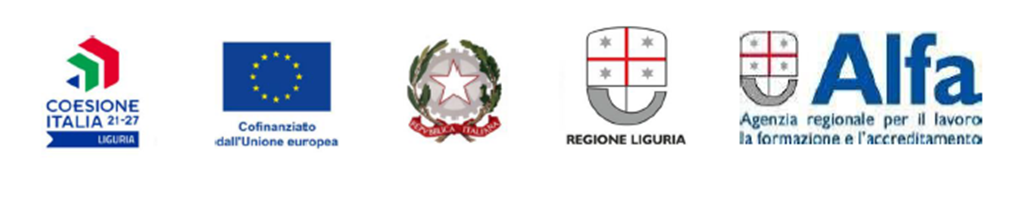 COESIONE
ITALIA 21-27
LIGURIA
Cofinanziato
dall'Unione europea
REPVBBLICA ITALIANA
REGIONE LIGURIA
Alfa
Agenzia regionale per il lavoro
la formazione e l'accreditamento